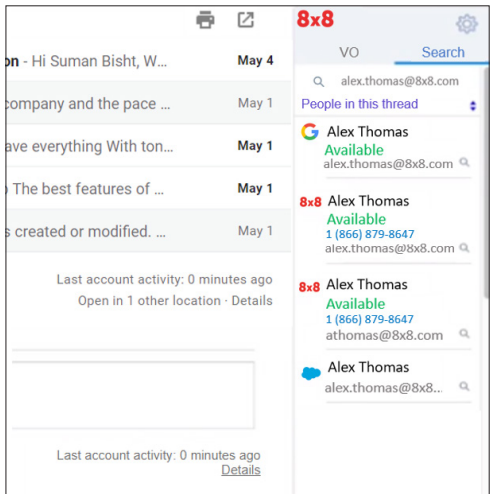 on - Hi Suman Bisht, W... May 4
company and the pace ... May 1
ave everything With ton... May 1
o The best features of ... May 1
s created or modified. ... May 1
Last account activity: 0 minutes ago
Open in 1 other location · Details
Last account activity: 0 minutes ago
Details
8x8
VO Search
alex.thomas@8x8.com
People in this thread
Alex Thomas
Available
alex.thomas@8x8.com
8x8 Alex Thomas
Available
1 (866) 879-8647
alex.thomas@8x8.com
8x8 Alex Thomas
Available
1 (866) 879-8647
athomas@8x8.com
Alex Thomas
alex.thomas@8x8...